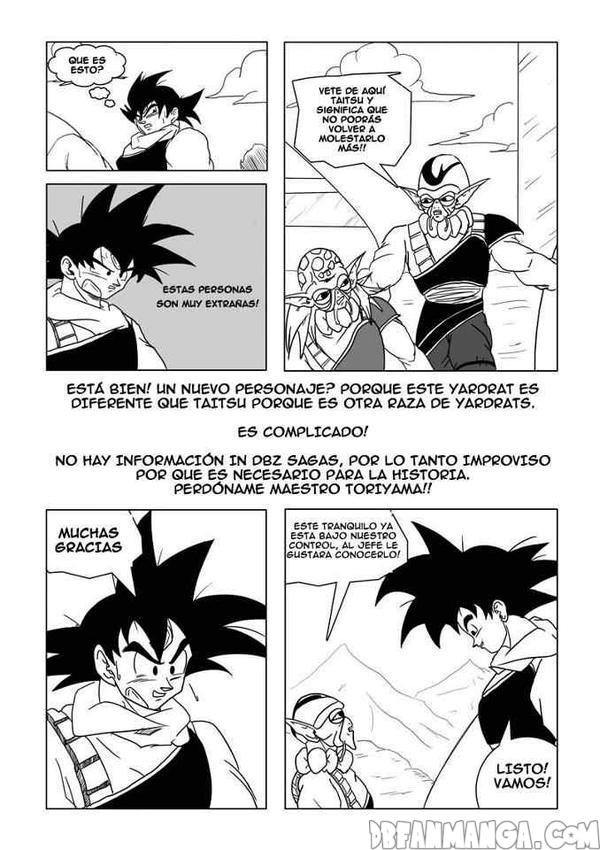 QUE ES
ESTO?
VETE DE AQUÍ
TAITSU Y
SIGNIFICA QUE
NO PODRÁS
VOLVER A
MOLESTARLO
MÁS!!
ESTAS PERSONAS
SON MUY EXTRAÑAS!
ESTÁ BIEN! UN NUEVO PERSONAJE? PORQUE ESTE YARDRAT ES
DIFERENTE QUE TAITSU PORQUE ES OTRA RAZA DE YARDRATS.
ES COMPLICADO!
NO HAY INFORMACIÓN IN DBZ SAGAS, POR LO TANTO IMPROVISO
POR QUE ES NECESARIO PARA LA HISTORIA.
PERDÓNAME MAESTRO TORIYAMA!!
MUCHAS
GRACIAS
ESTE TRANQUILO YA
ESTA BAJO NUESTRO
CONTROL, AL JEFE LE
GUSTARA CONOCERLO!
LISTO!
VAMOS!
DBFANMANGA.COM